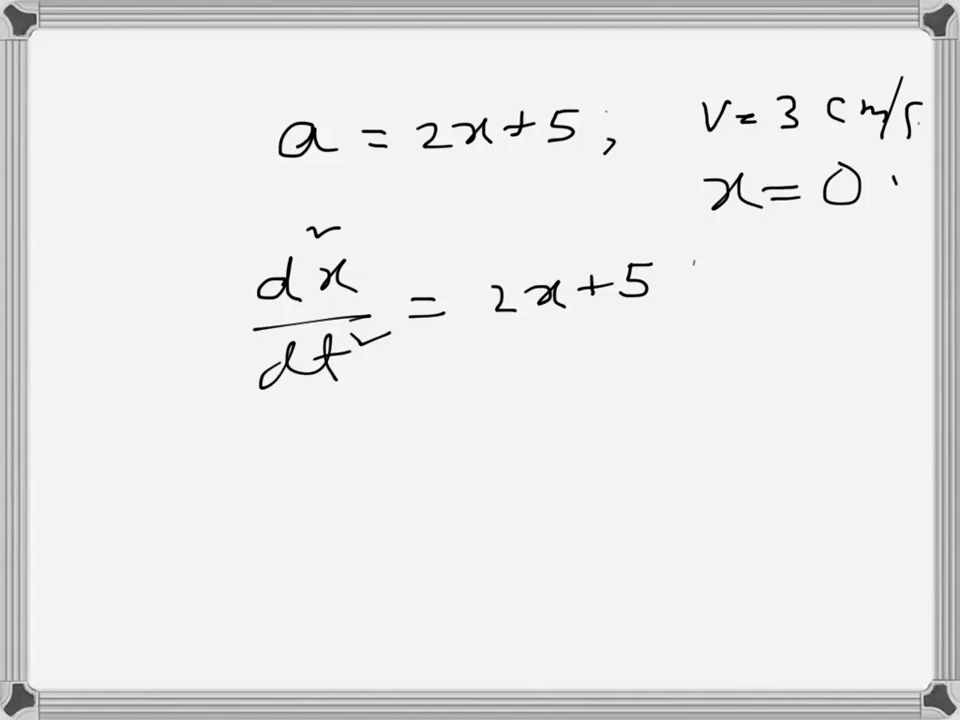 a = 2x+5 ; v = 3 cm/s.
x = 0 .
d²x/dt² = 2x+5